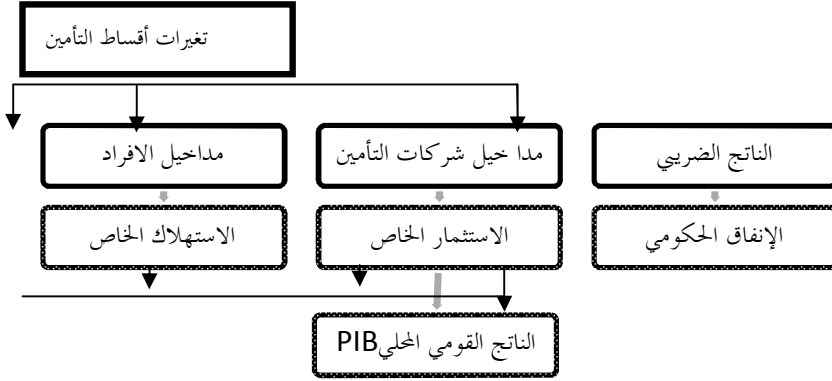 تغيرات أقساط التأمين
الناتج الضريبي
مدا خيل شركات التأمين
مداخيل الافراد
الإنفاق الحكومي
الاستثمار الخاص
الاستهلاك الخاص
الناتج القومي المحليPIB